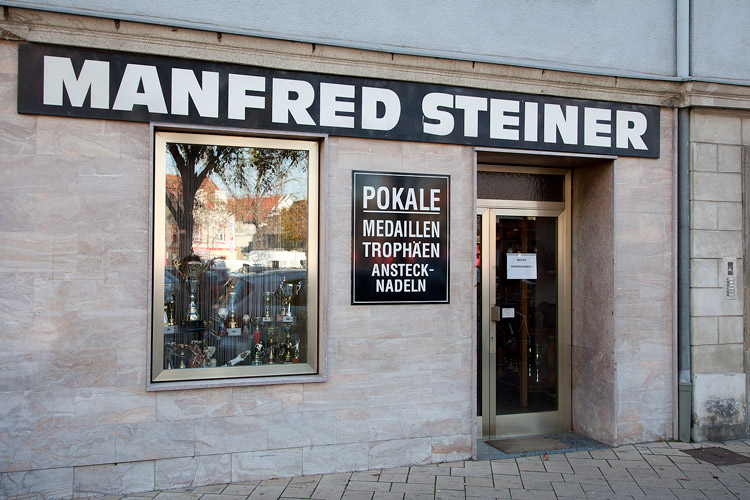 MANFRED STEINER
POKALE
MEDAILLEN
TROPHÄEN
ANSTECK-
NADELN